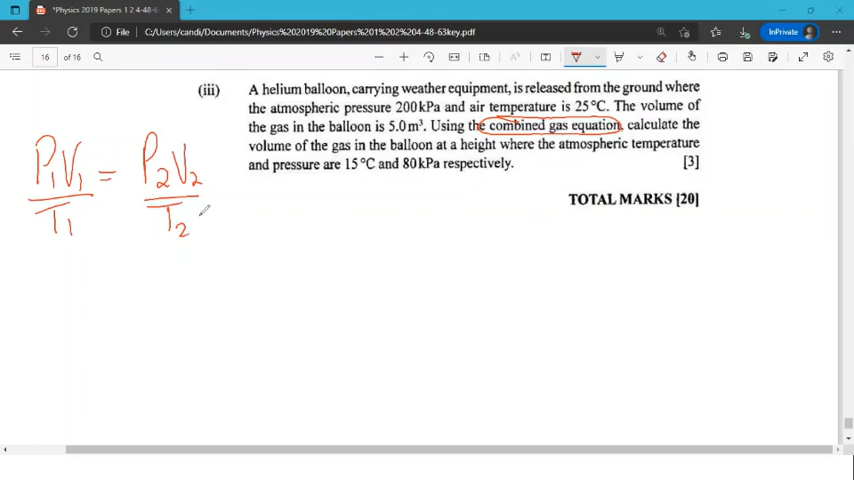 *Physics 2019 Papers 1 2 4-48-63
File
C:/Users/candi/Documents/Physics%202019%20Papers%201%202%204-48-63key.pdf
InPrivate
16 of 16
(iii) A helium balloon, carrying weather equipment, is released from the ground where
the atmospheric pressure 200 kPa and air temperature is 25 °C. The volume of
the gas in the balloon is 5.0 m³. Using the combined gas equation, calculate the
volume of the gas in the balloon at a height where the atmospheric temperature
and pressure are 15 °C and 80 kPa respectively. [3]
TOTAL MARKS [20]
P₁V₁ = P₂V₂
T₁ T₂